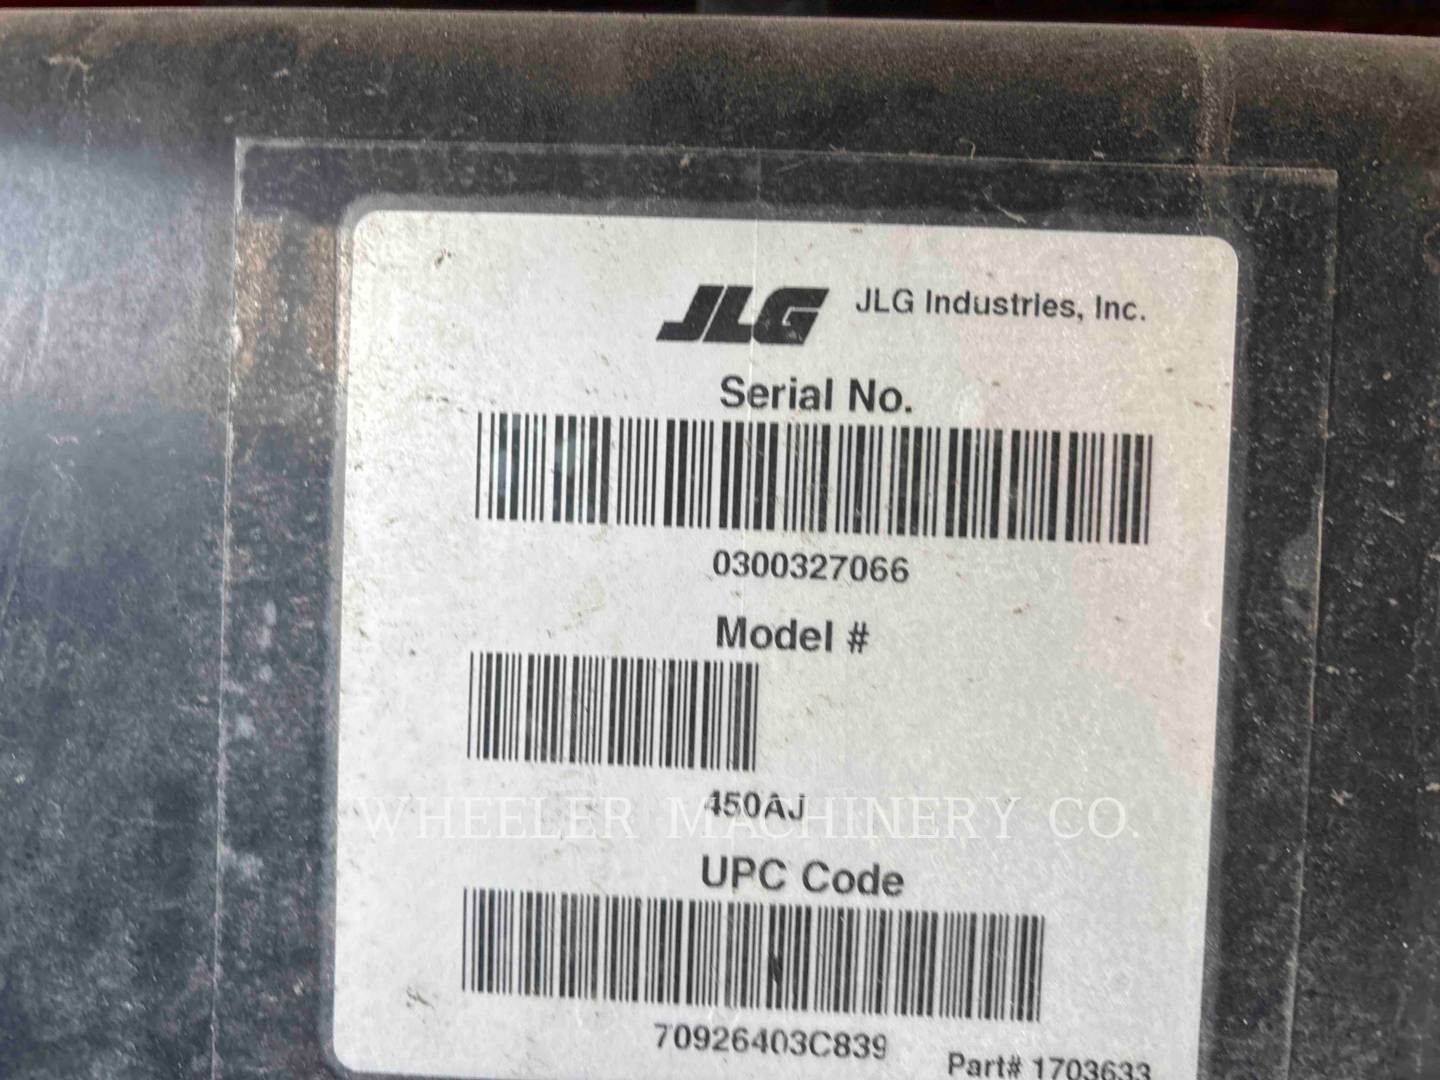 JLG JLG Industries, Inc.
Serial No.
0300327066
Model #
450AJ
WHEELER MACHINERY CO.
UPC Code
70926403C839
Part# 1703633